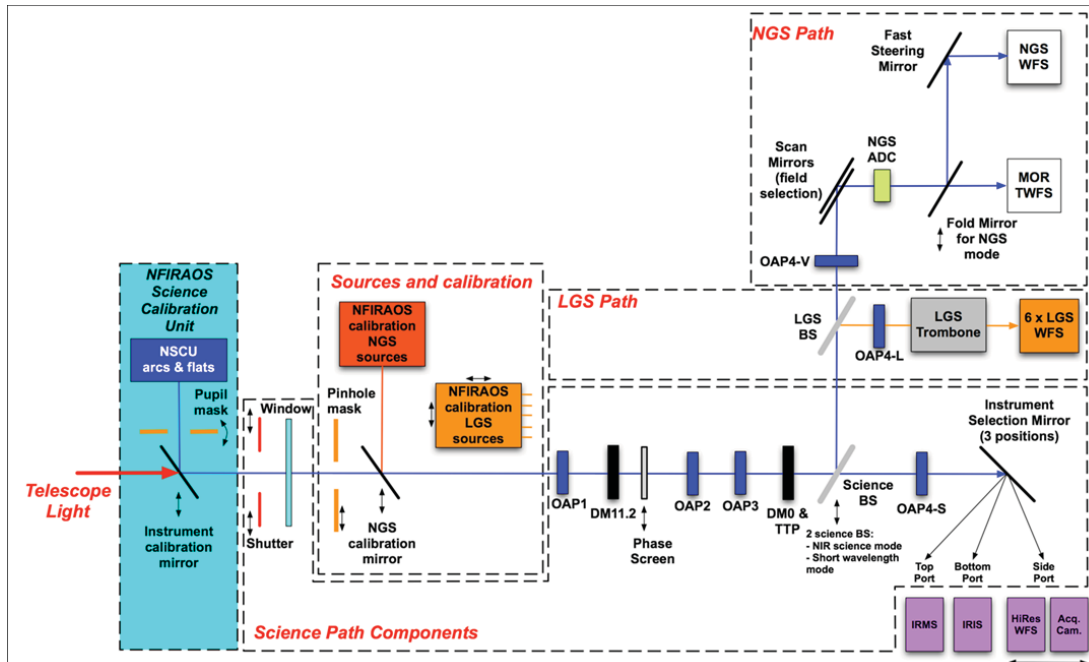 NGS Path
Fast
Steering
Mirror
NGS
WFS
Scan
Mirrors
(field
selection)
NGS
ADC
MOR
TWFS
Fold Mirror
for NGS
mode
OAP4-V
NFIRAOS
Science
Calibration
Unit
NSCU
arcs & flats
Pupil
mask
Telescope
Light
Instrument
calibration
mirror
Sources and calibration
NFIRAOS
calibration
NGS
sources
Window
Pinhole
mask
NFIRAOS
calibration
LGS
sources
Shutter
NGS
calibration
mirror
LGS Path
LGS
BS
OAP4-L
LGS
Trombone
6 x LGS
WFS
Instrument
Selection Mirror
(3 positions)
OAP1
DM11.2
Phase
Screen
OAP2
OAP3
DM0 &
TTP
Science
BS
OAP4-S
2 science BS:
- NIR science mode
- Short wavelength
mode
Top
Port
Bottom
Port
Side
Port
IRMS
IRIS
HiRes
WFS
Acq.
Cam.
Science Path Components